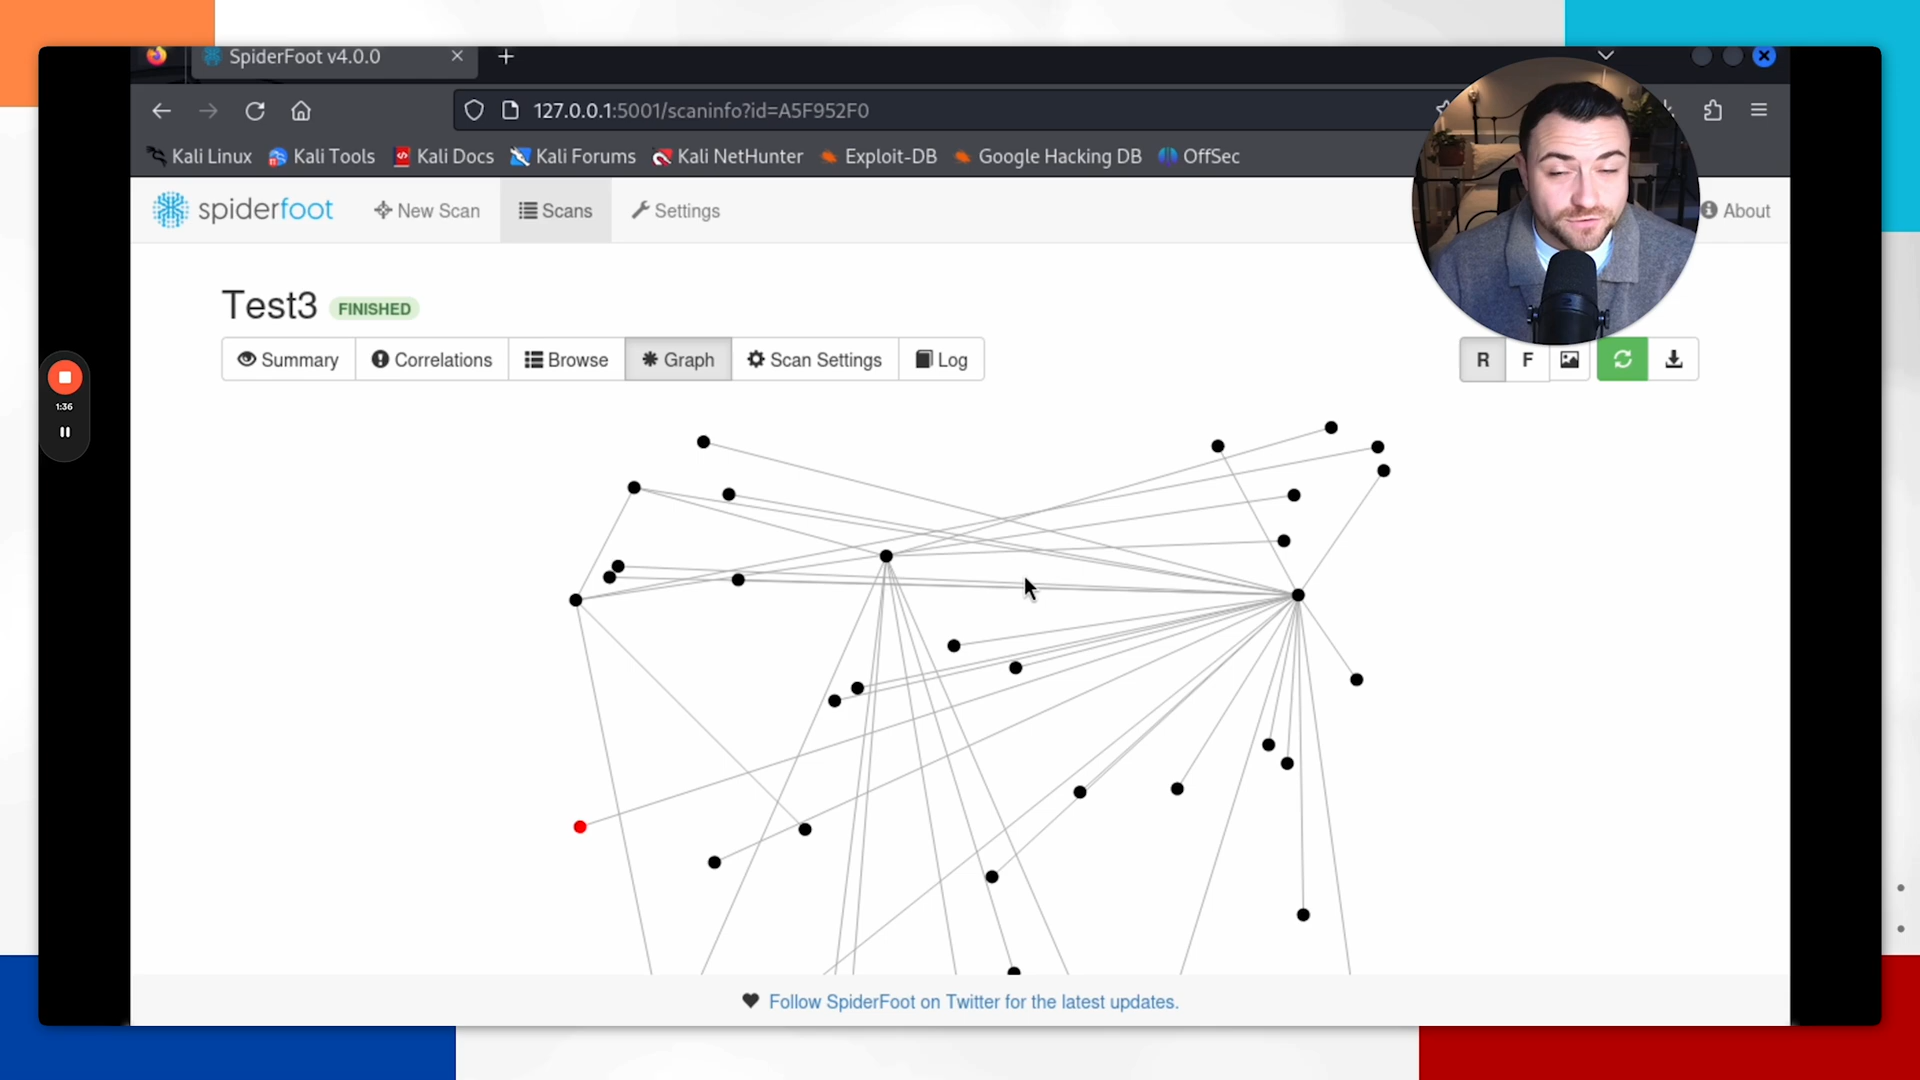 SpiderFoot v4.0.0
127.0.0.1:5001/scaninfo?id=A5F952F0
Kali Linux Kali Tools Kali Docs Kali Forums Kali NetHunter Exploit-DB Google Hacking DB OffSec
spiderfoot New Scan Scans Settings About
Test3 FINISHED
Summary Correlations Browse Graph Scan Settings Log R F
1:36
Follow SpiderFoot on Twitter for the latest updates.